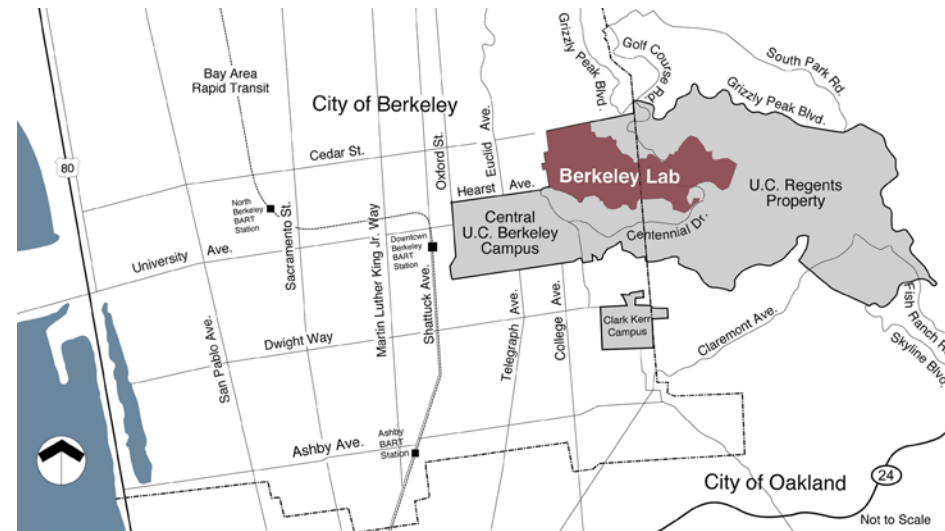 Grizzly Peak Blvd.
Golf Course
Rd.
South Park Rd.
Grizzly Peak Blvd.
Bay Area
Rapid Transit
City of Berkeley
Euclid Ave.
Oxford St.
Cedar St.
80
Berkeley Lab
Hearst Ave.
U.C. Regents
Property
North
Berkeley
BART
Station
Sacramento St.
Martin Luther King Jr. Way
Central
U.C. Berkeley
Campus
Centennial Dr.
University Ave.
Downtown
Berkeley
BART
Station
Shattuck Ave.
San Pablo Ave.
Dwight Way
Telegraph Ave.
College Ave.
Clark Kerr
Campus
Claremont Ave.
Fish Ranch R
Skyline Blvd.
Ashby Ave.
Ashby
BART
Station
City of Oakland
24
Not to Scale